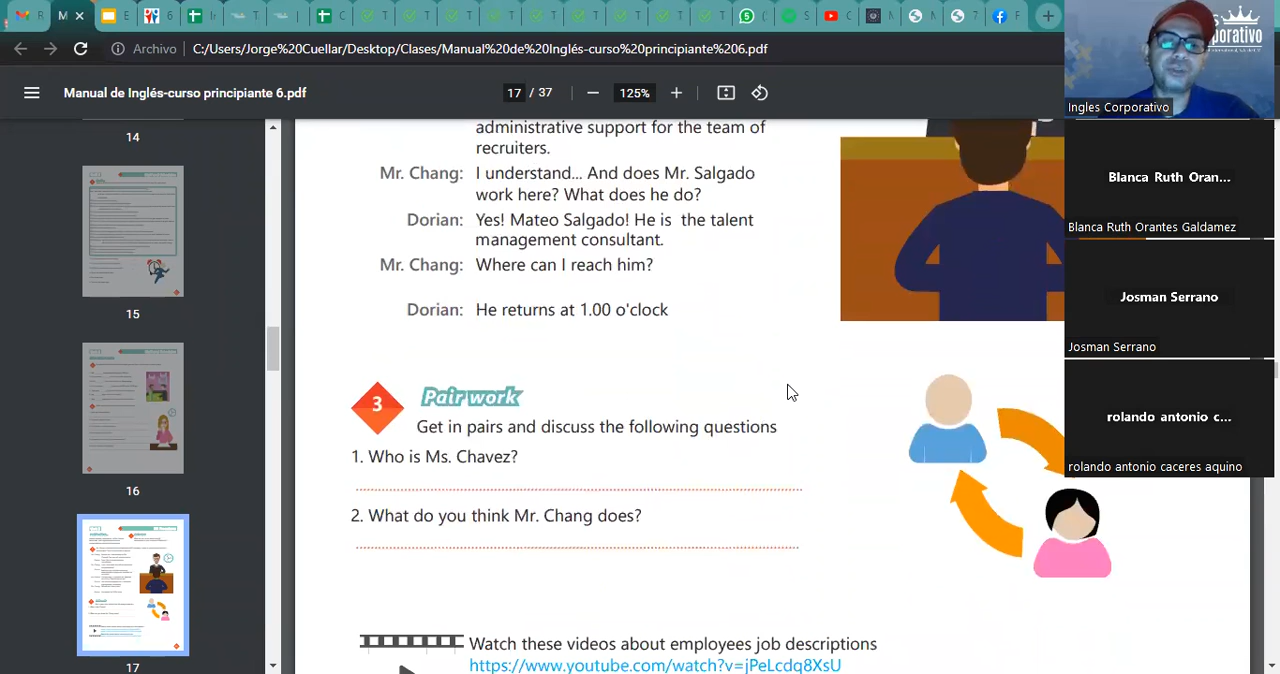 M
E
6
Ir
C
T
T
T
T
T
T
T
T
T
5
(
S
C
N
7
F
Archivo
C:/Users/Jorge%20Cuellar/Desktop/Clases/Manual%20de%20Inglés-curso%20principiante%206.pdf
Manual de Inglés-curso principiante 6.pdf
17 / 37
125%
14
15
16
17
administrative support for the team of
recruiters.
Mr. Chang: I understand... And does Mr. Salgado
work here? What does he do?
Dorian: Yes! Mateo Salgado! He is the talent
management consultant.
Mr. Chang: Where can I reach him?
Dorian: He returns at 1.00 o'clock
3
Pair work
Get in pairs and discuss the following questions
1. Who is Ms. Chavez?
2. What do you think Mr. Chang does?
Watch these videos about employees job descriptions
https://www.youtube.com/watch?v=jPeLcdq8XsU
Ingles Corporativo
Blanca Ruth Oran...
Blanca Ruth Orantes Galdamez
Josman Serrano
Josman Serrano
rolando antonio c...
rolando antonio caceres aquino